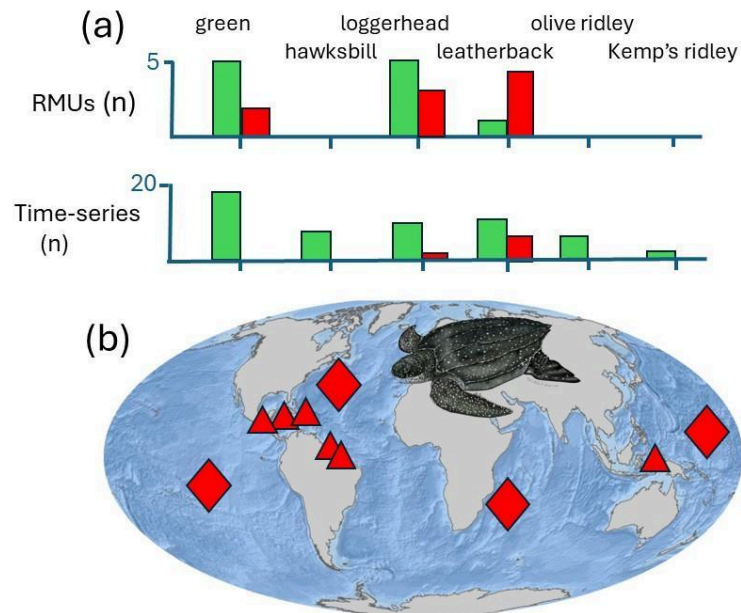 (a)
green loggerhead olive ridley
hawksbill leatherback Kemp's ridley
5
RMUs (n)
20
Time-series
(n)
(b)